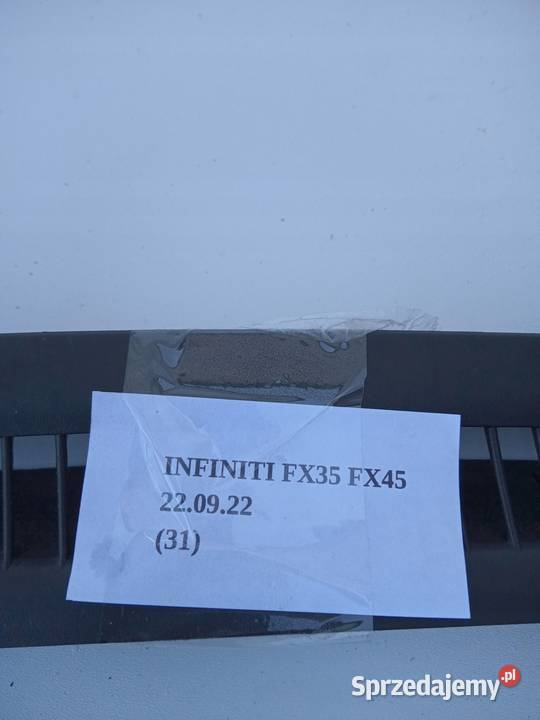 INFINITI FX35 FX45
22.09.22
(31)
Sprzedajemy.pl